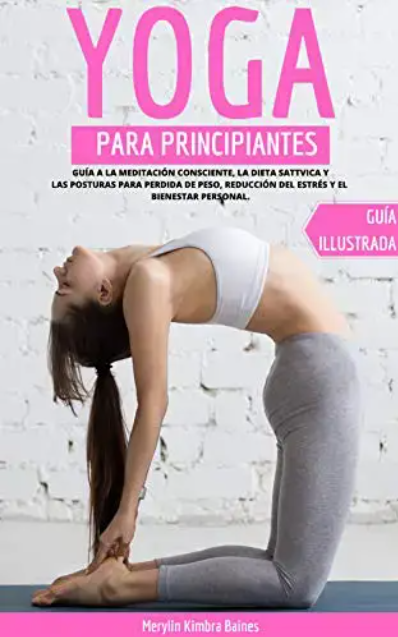 YOGA
PARA PRINCIPIANTES
GUÍA A LA MEDITACIÓN CONSCIENTE, LA DIETA SATTVICA Y
LAS POSTURAS PARA PERDIDA DE PESO, REDUCCIÓN DEL ESTRÉS Y EL
BIENESTAR PERSONAL.
GUÍA
ILLUSTRADA
Merylin Kimbra Baines